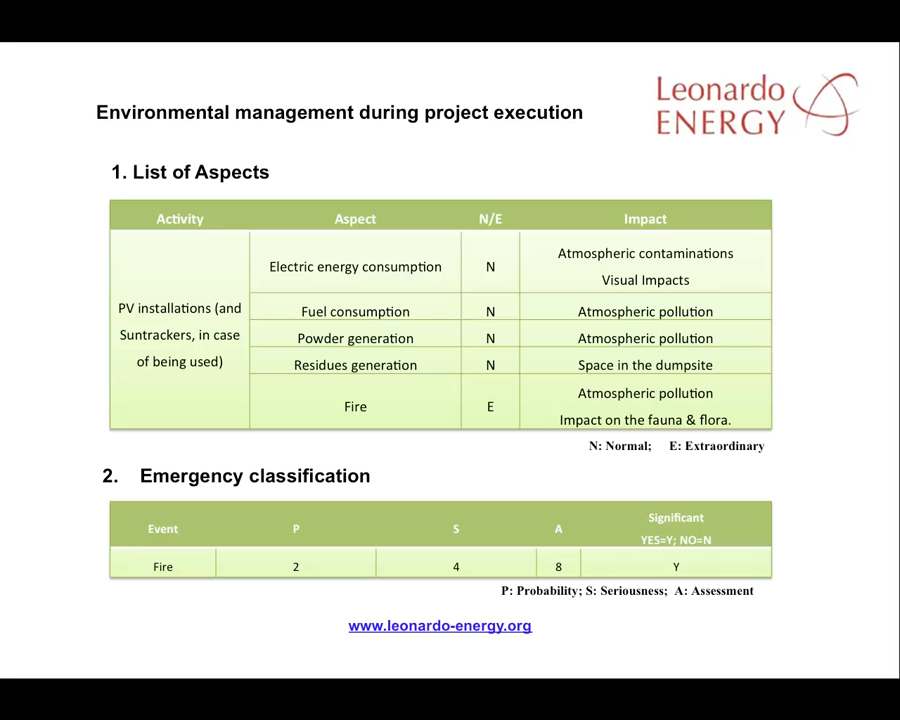 Leonardo
ENERGY
Environmental management during project execution
1. List of Aspects
Activity Aspect N/E Impact
PV installations (and
Suntrackers, in case
of being used)
Electric energy consumption N Atmospheric contaminations
Visual Impacts
Fuel consumption N Atmospheric pollution
Powder generation N Atmospheric pollution
Residues generation N Space in the dumpsite
Fire E Atmospheric pollution
Impact on the fauna & flora.
N: Normal; E: Extraordinary
2. Emergency classification
Event P S A Significant
YES=Y; NO=N
Fire 2 4 8 Y
P: Probability; S: Seriousness; A: Assessment
www.leonardo-energy.org